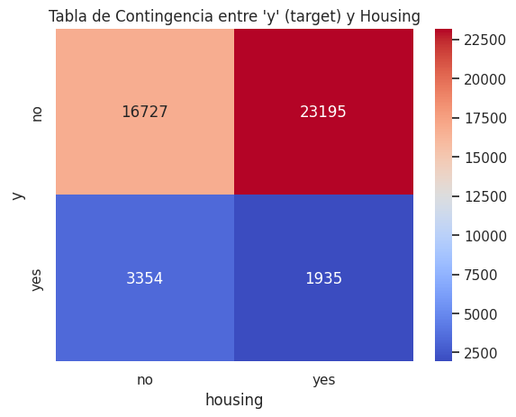 Tabla de Contingencia entre 'y' (target) y Housing
no
16727
23195
yes
3354
1935
y
no
yes
housing
22500
20000
17500
15000
12500
10000
7500
5000
2500